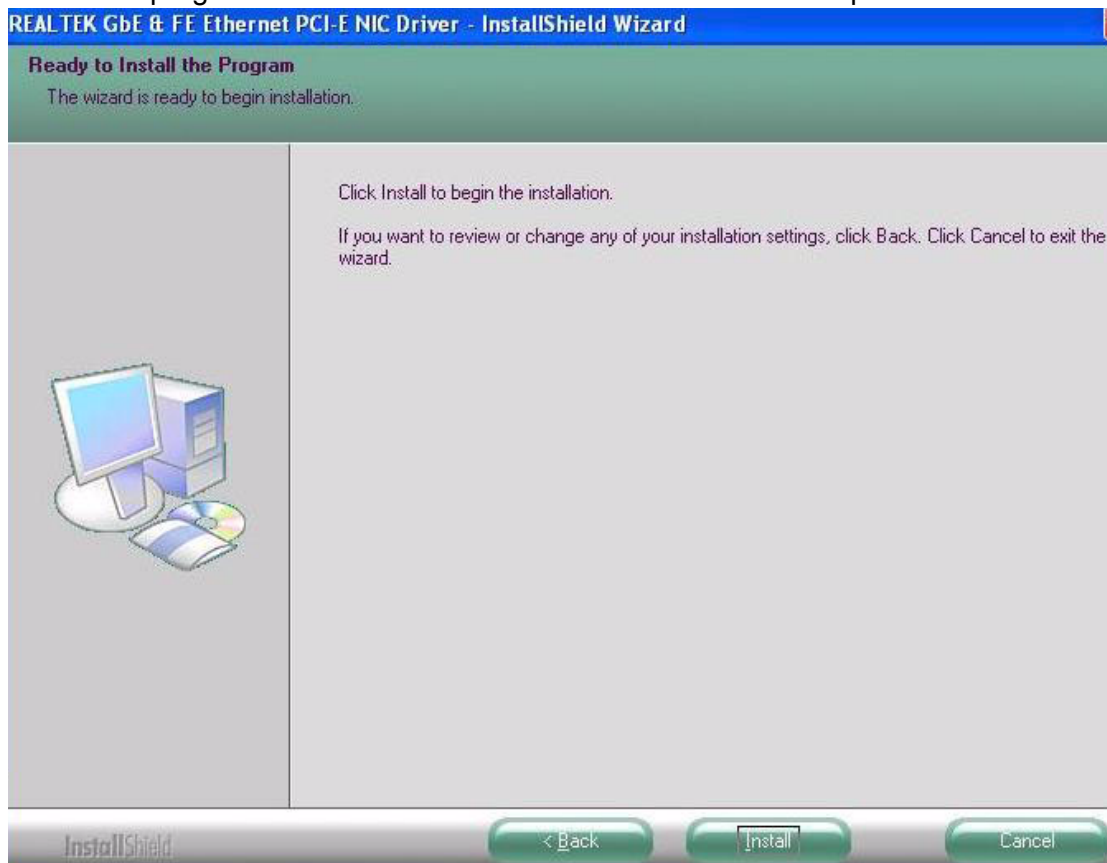 REALTEK GbE & FE Ethernet PCI-E NIC Driver - InstallShield Wizard
Ready to Install the Program
The wizard is ready to begin installation.
Click Install to begin the installation.
If you want to review or change any of your installation settings, click Back. Click Cancel to exit the
wizard.
InstallShield
< Back
Install
Cancel